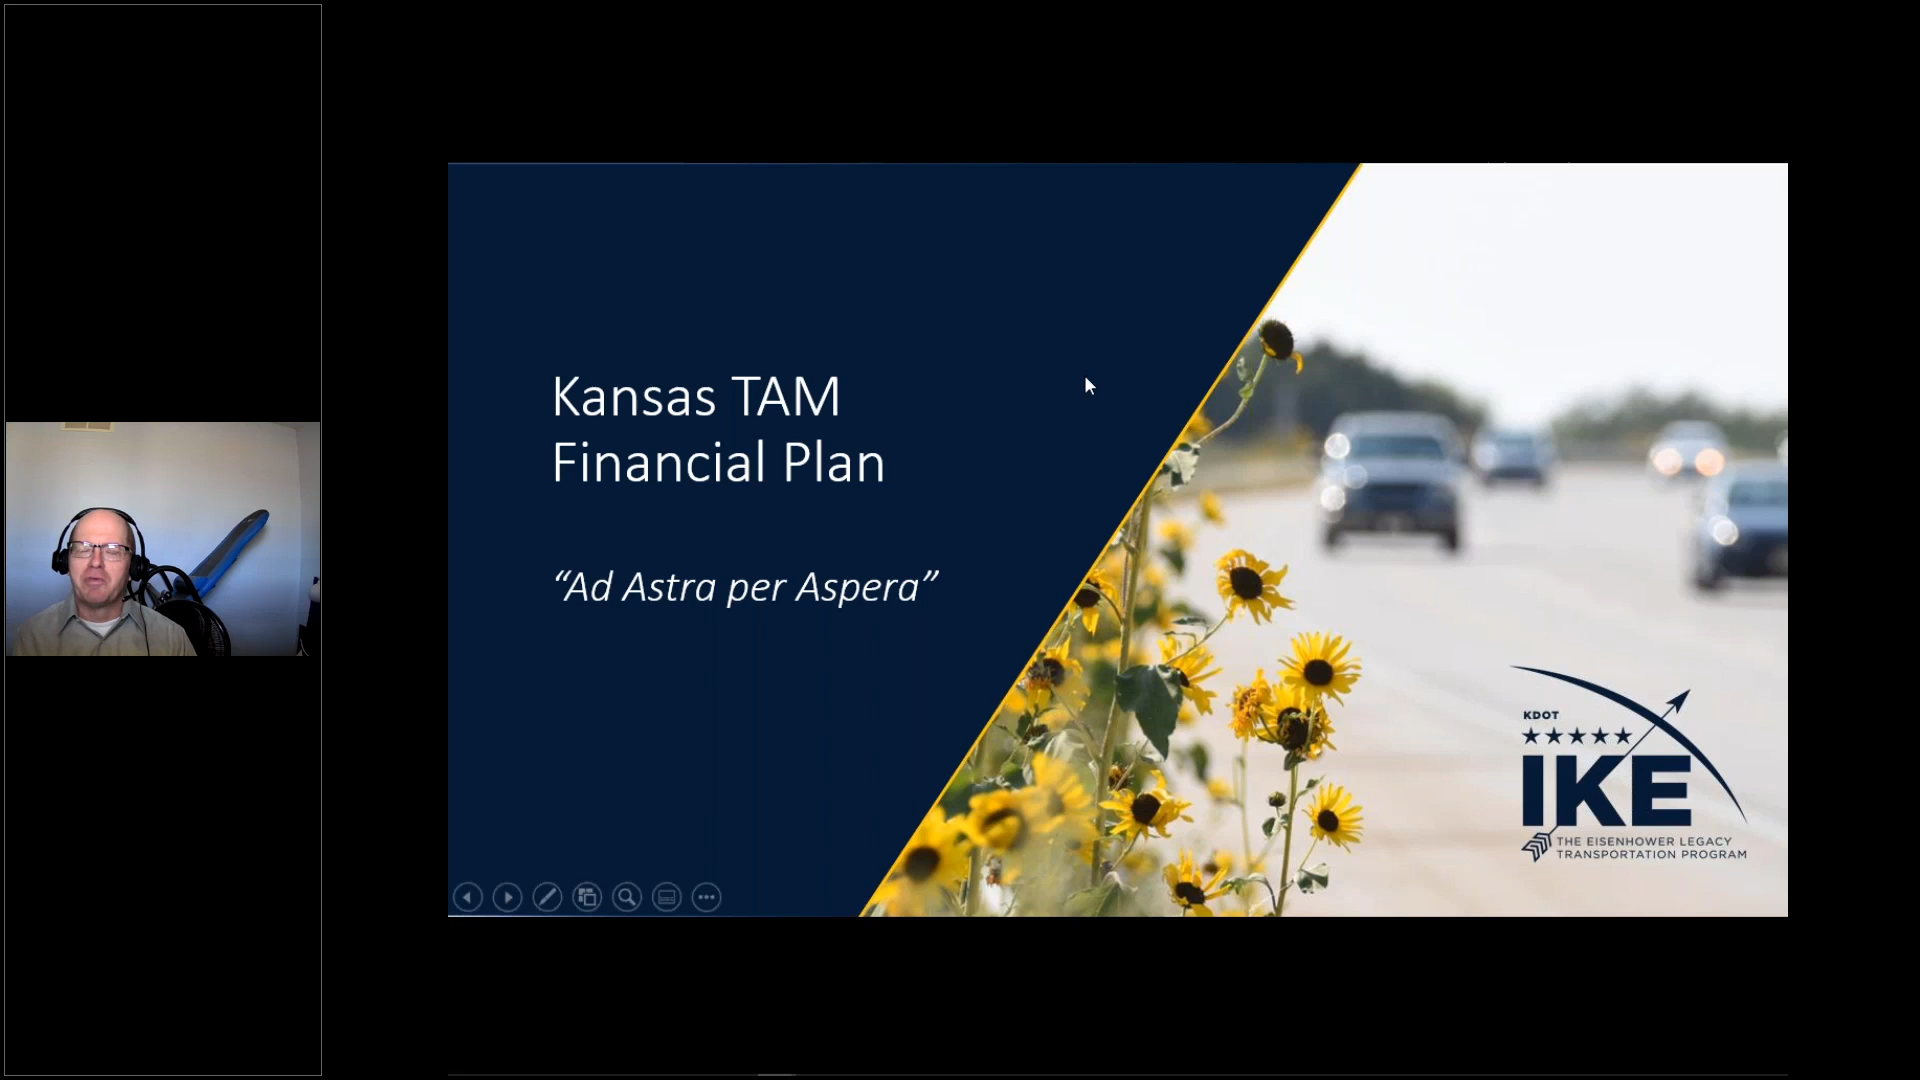 Kansas TAM
Financial Plan
“Ad Astra per Aspera”
KDOT
IKE
THE EISENHOWER LEGACY
TRANSPORTATION PROGRAM